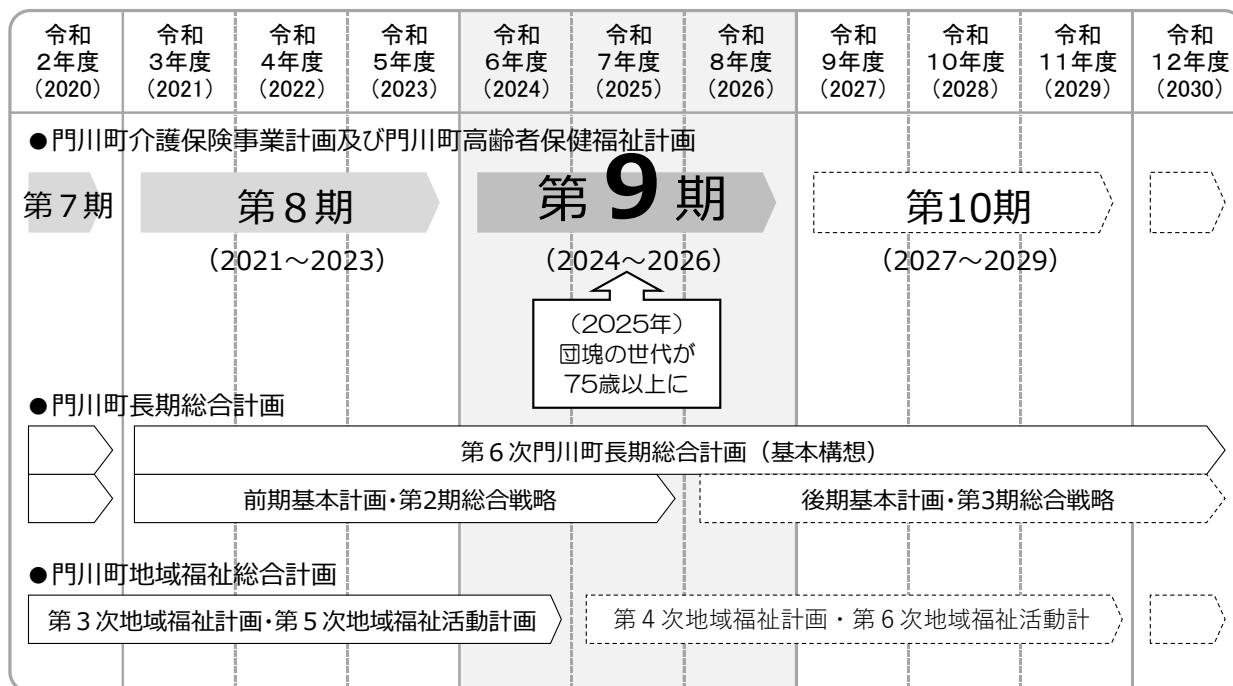 令和 令和 令和 令和 令和 令和 令和 令和 令和 令和 令和
2年度 3年度 4年度 5年度 6年度 7年度 8年度 9年度 10年度 11年度 12年度
(2020) (2021) (2022) (2023) (2024) (2025) (2026) (2027) (2028) (2029) (2030)
●門川町介護保険事業計画及び門川町高齢者保健福祉計画
第7期 第8期 第9期 第10期
(2021～2023) (2024～2026) (2027～2029)
(2025年)
団塊の世代が
75歳以上に
●門川町長期総合計画
第6次門川町長期総合計画（基本構想）
前期基本計画・第2期総合戦略 後期基本計画・第3期総合戦略
●門川町地域福祉総合計画
第3次地域福祉計画・第5次地域福祉活動計画 第4次地域福祉計画・第6次地域福祉活動計